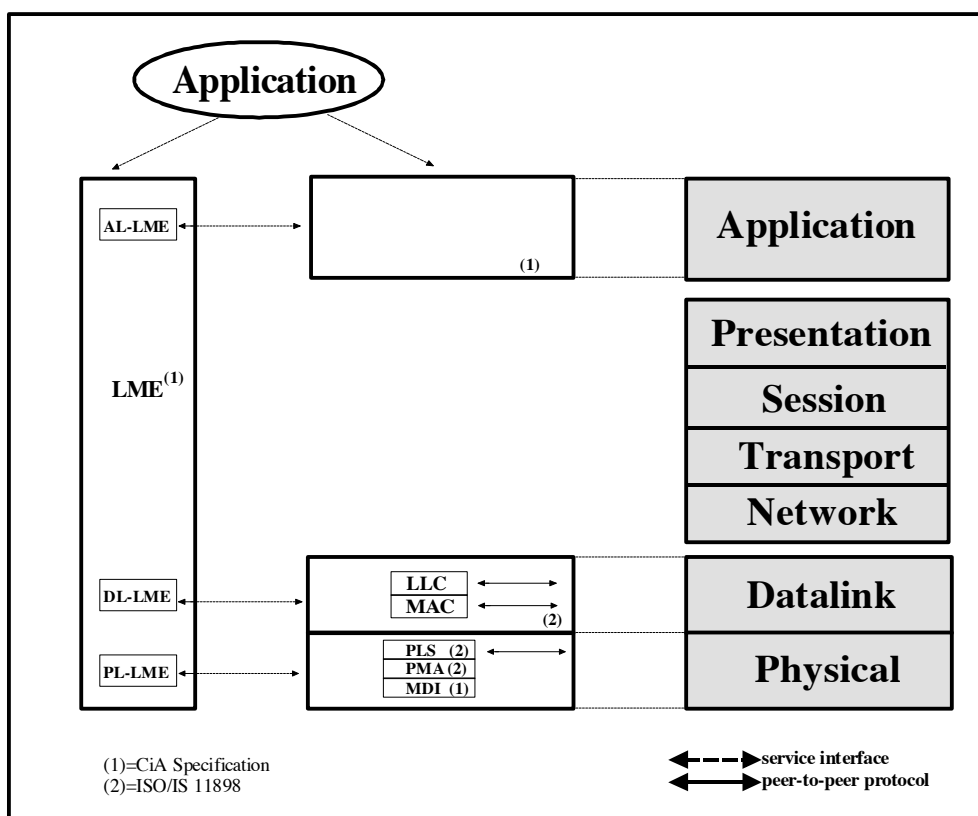 Application
AL-LME
(1)
Application
Presentation
LME(1)
Session
Transport
Network
DL-LME
LLC
MAC
(2)
Datalink
PL-LME
PLS (2)
PMA (2)
MDI (1)
Physical
(1)=CiA Specification
(2)=ISO/IS 11898
service interface
peer-to-peer protocol